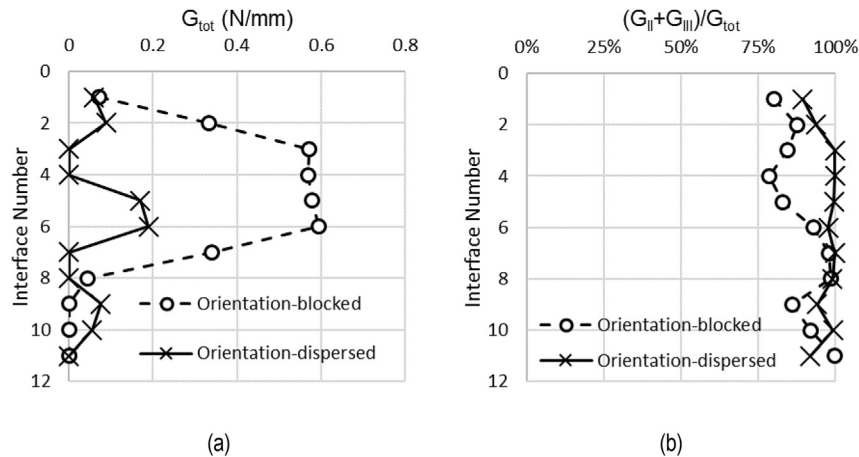 G_tot (N/mm)
0 0.2 0.4 0.6 0.8
Interface Number
0
2
4
6
8
10
12
Orientation-blocked
Orientation-dispersed
(a)
(G_II+G_III)/G_tot
0% 25% 50% 75% 100%
Interface Number
0
2
4
6
8
10
12
Orientation-blocked
Orientation-dispersed
(b)